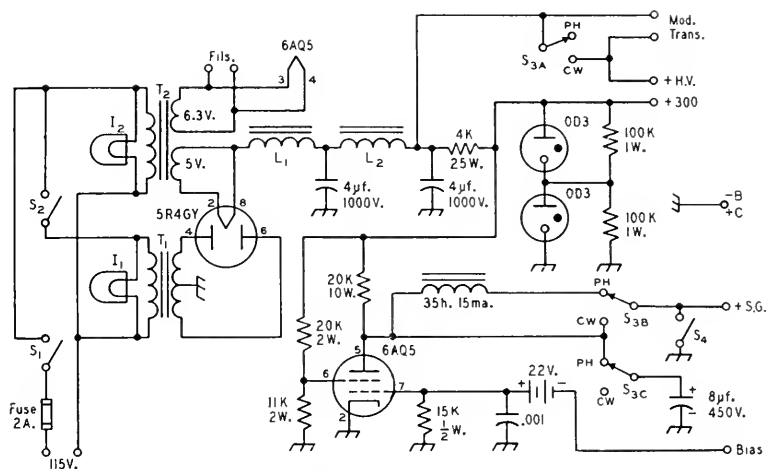 Fils.
6AQ5
3
4
T2
6.3V.
5V.
I2
S2
5R4GY
2
8
4
6
T1
I1
S1
Fuse
2A.
115V.
L1
L2
4µf.
1000V.
4µf.
1000V.
4K
25W.
PH
S3A
CW
Mod.
Trans.
+ H.V.
+300
OD3
OD3
100K
1W.
100K
1W.
-B
+C
20K
10W.
20K
2W.
11K
2W.
6AQ5
5
6
7
2
35h. 15ma.
PH
CW
S3B
S4
+ S.G.
PH
CW
S3C
+
−
8µf.
450V.
15K
½W.
.001
22V.
+
−
Bias